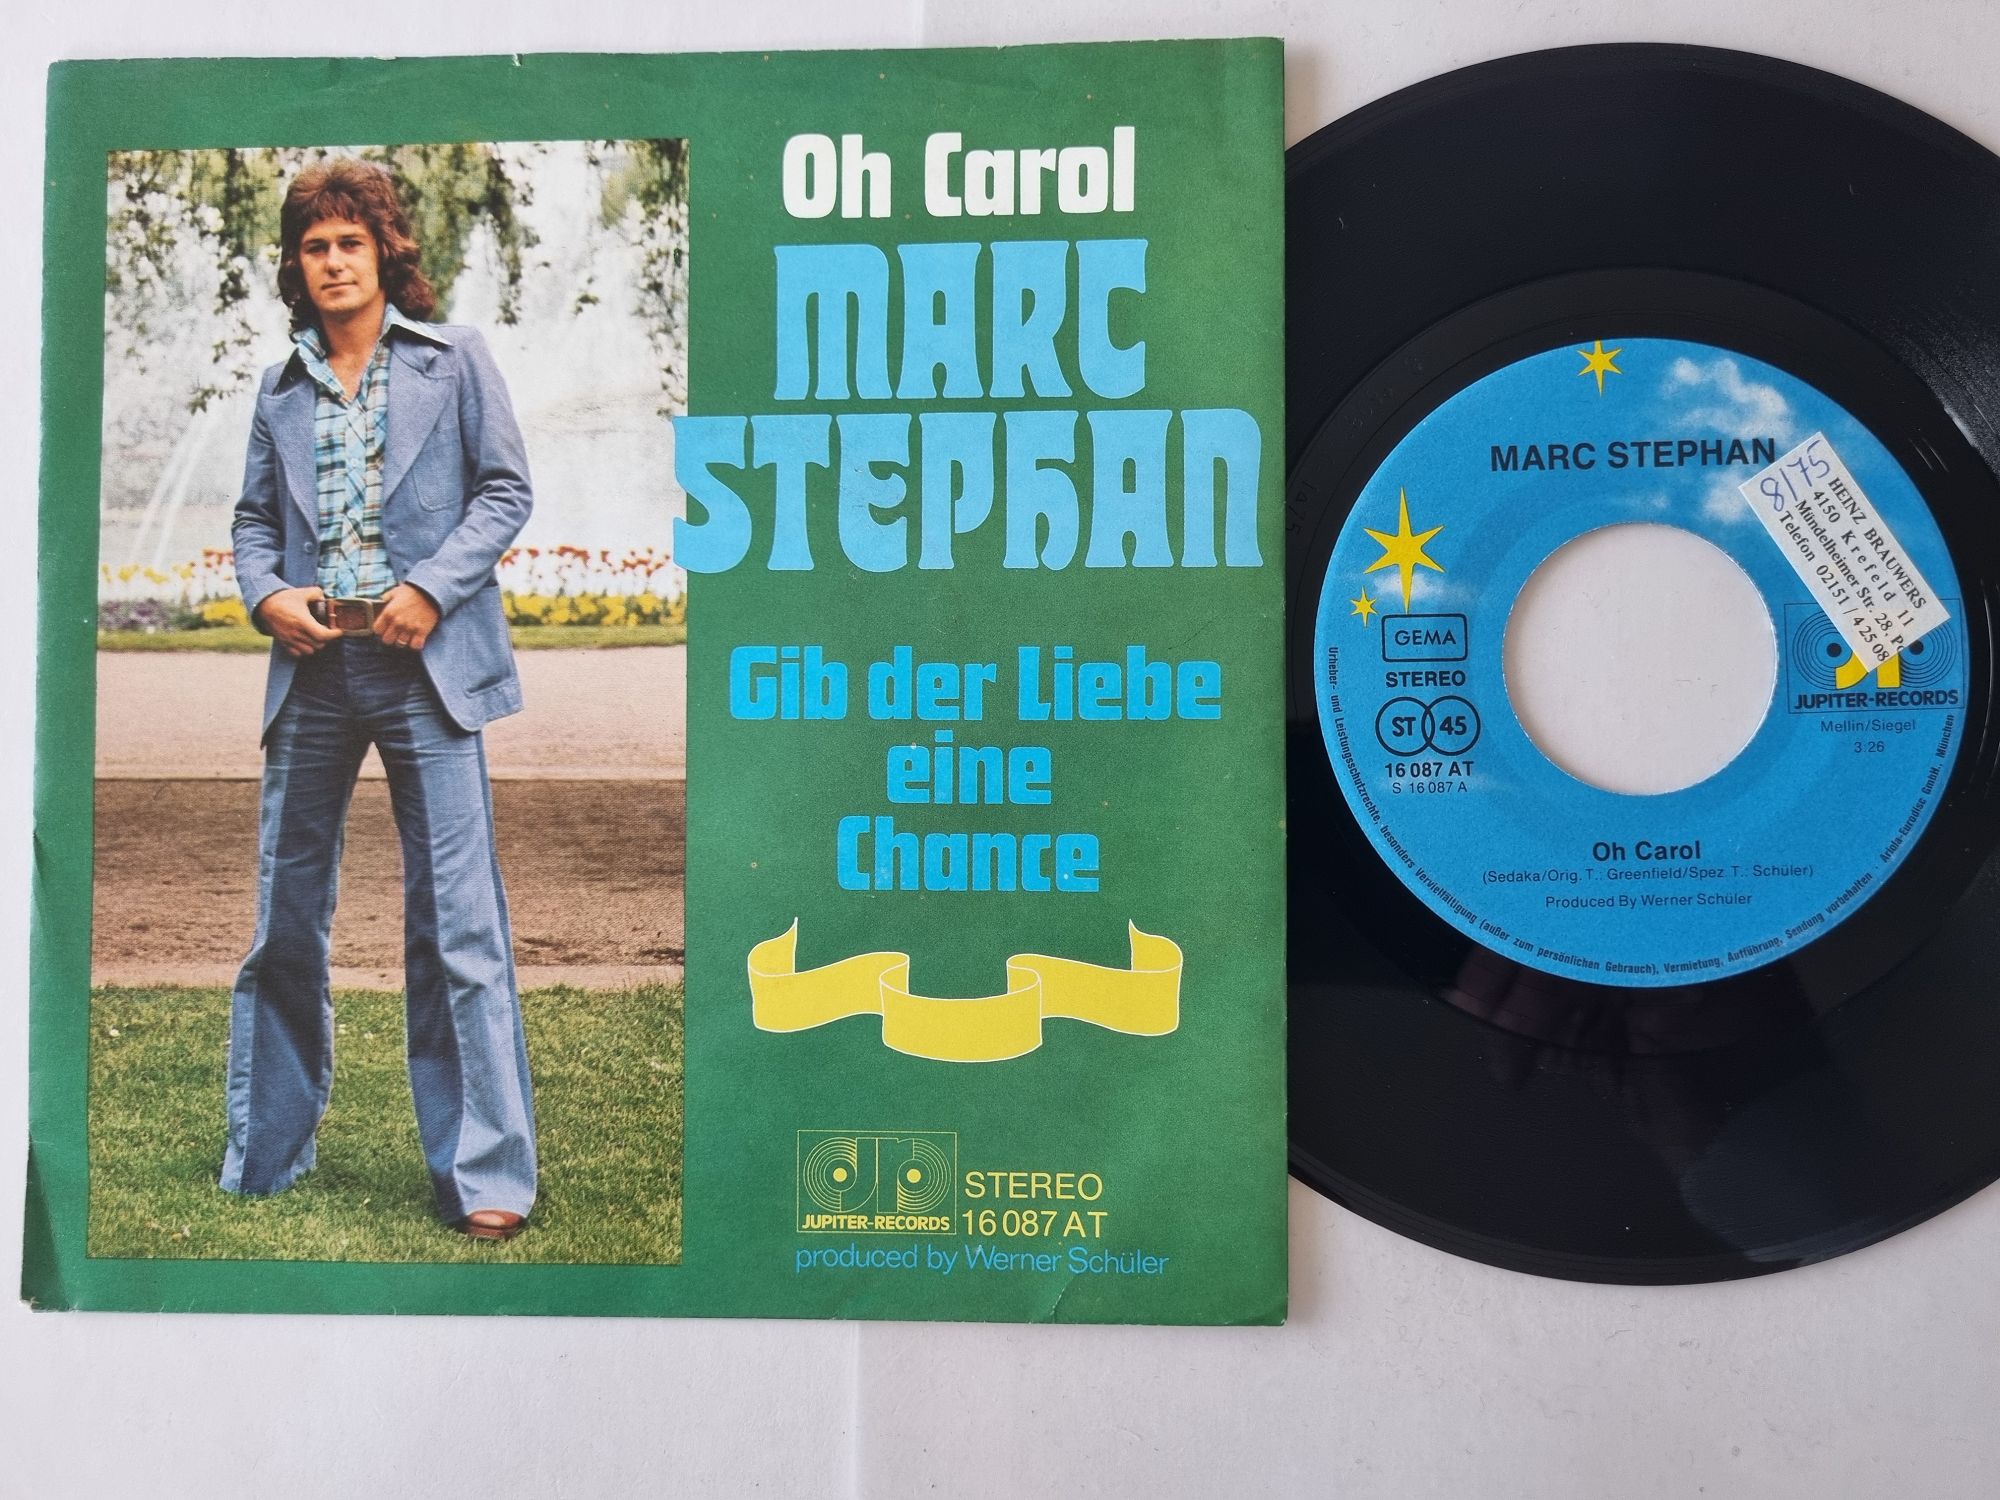 Oh Carol
MARC
STEPHAN
Gib der Liebe
eine
Chance
JUPITER-RECORDS
STEREO
16 087 AT
produced by Werner Schüler
MARC STEPHAN
8/75
HEINZ BRAUWERS
4150 Krefeld 11
Mündelheimer Str. 28,
Telefon 02151 / 425 08
GEMA
STEREO
ST 45
16 087 AT
S 16 087 A
JUPITER-RECORDS
Mellin/Siegel
3:26
Oh Carol
(Sedaka/Orig. T.: Greenfield/Spez. T.: Schüler)
Produced By Werner Schüler
Urheber- und Leistungsschutzrechte, besonders Vervielfältigung (außer zum persönlichen Gebrauch), Vermietung, Aufführung, Sendung vorbehalten · Ariola-Eurodisc GmbH., München